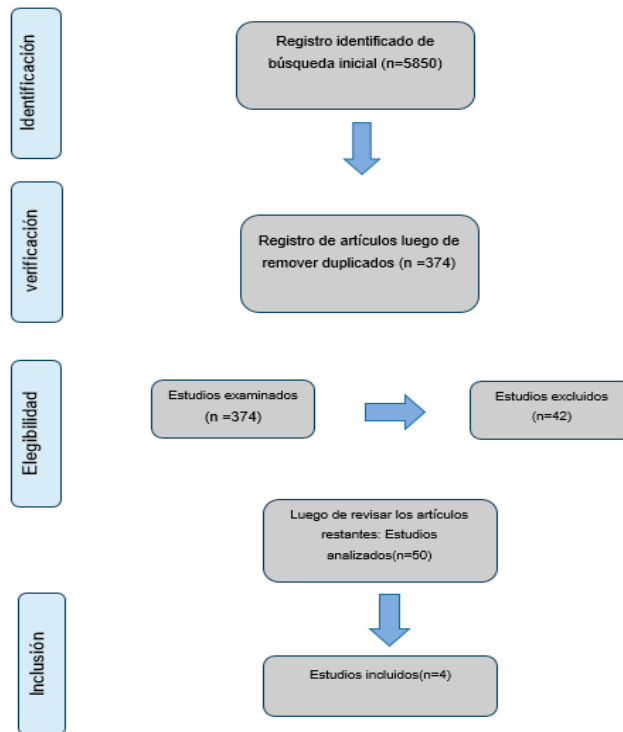 Identificación
Registro identificado de
búsqueda inicial (n=5850)
verificación
Registro de artículos luego de
remover duplicados (n =374)
Elegibilidad
Estudios examinados
(n =374)
Estudios excluidos
(n=42)
Luego de revisar los artículos
restantes: Estudios
analizados(n=50)
Inclusión
Estudios incluidos(n=4)